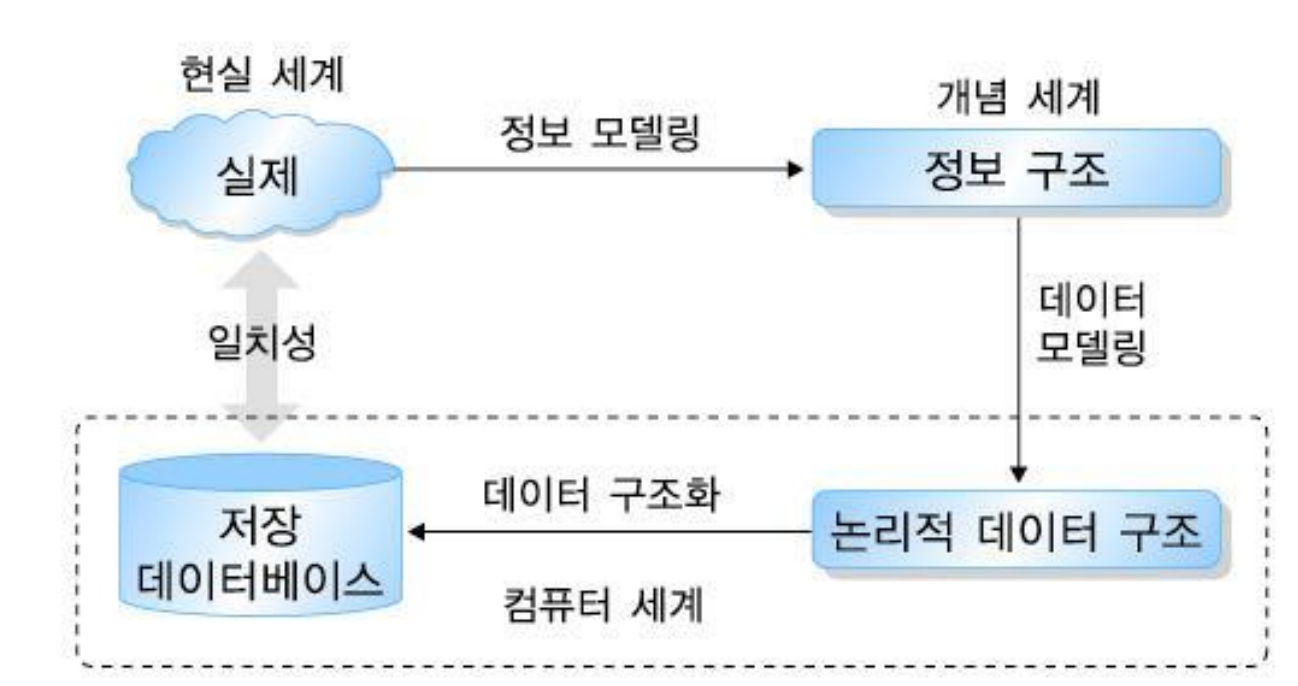 현실 세계
개념 세계
정보 모델링
실제
정보 구조
데이터
모델링
일치성
데이터 구조화
저장
데이터베이스
논리적 데이터 구조
컴퓨터 세계